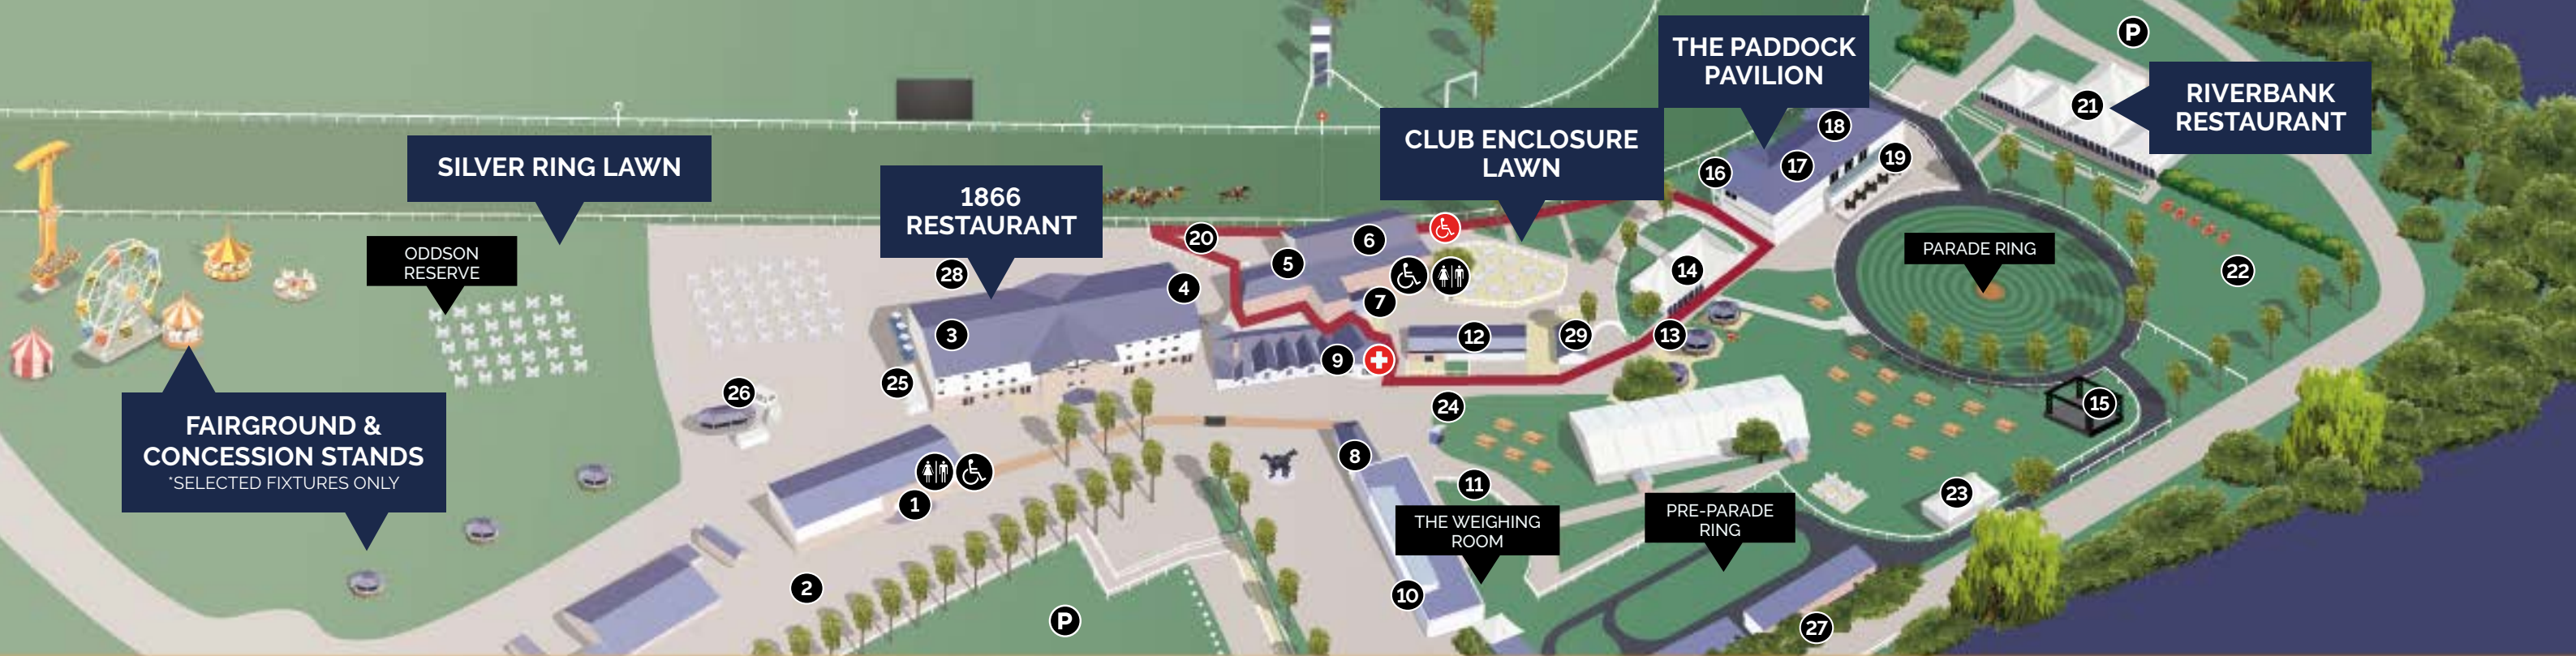 THE PADDOCK
PAVILION
P
RIVERBANK
RESTAURANT
21
18
CLUB ENCLOSURE
LAWN
SILVER RING LAWN
1866
RESTAURANT
19
17
16
ODDSON
RESERVE
PARADE RING
20
6
5
28
4
7
14
22
3
12
29
13
9
25
26
15
24
FAIRGROUND &
CONCESSION STANDS
*SELECTED FIXTURES ONLY
8
1
11
23
THE WEIGHING
ROOM
PRE-PARADE
RING
2
10
P
27